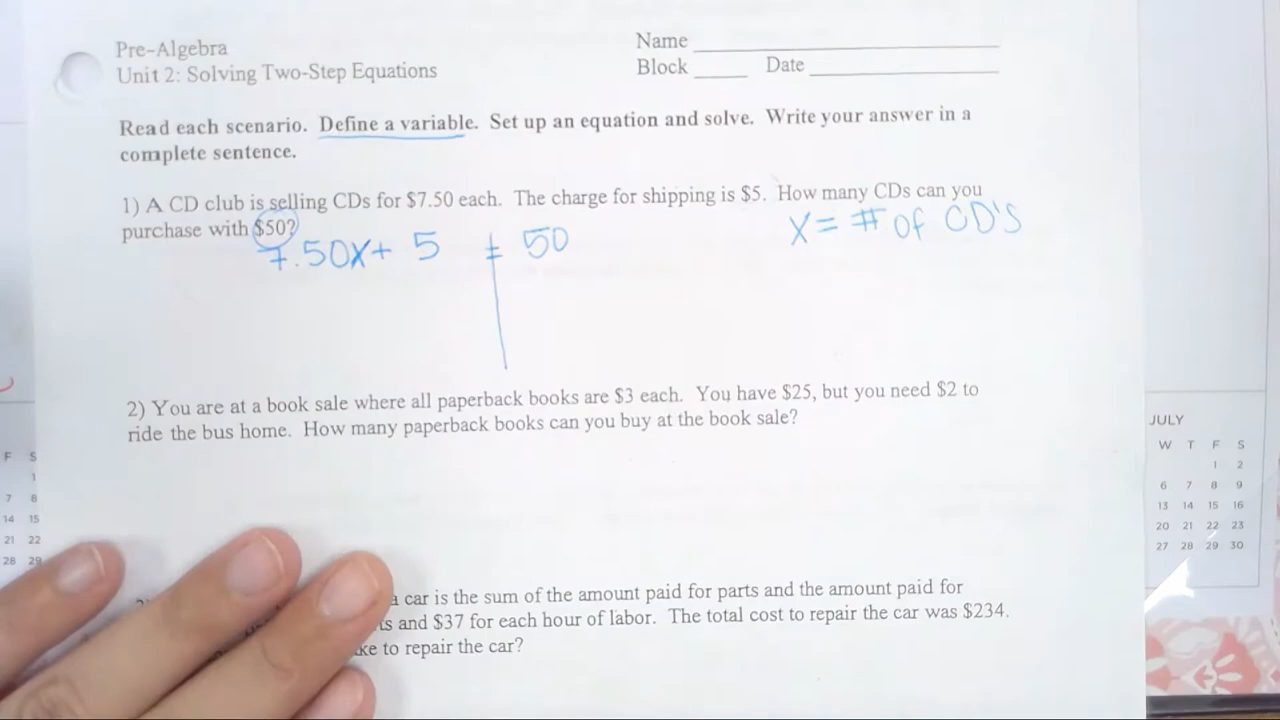 Pre-Algebra
Unit 2: Solving Two-Step Equations
Name
Block Date
Read each scenario. Define a variable. Set up an equation and solve. Write your answer in a
complete sentence.
1) A CD club is selling CDs for $7.50 each. The charge for shipping is $5. How many CDs can you
purchase with $50?
x = # of CD'S
7.50x + 5 = 50
2) You are at a book sale where all paperback books are $3 each. You have $25, but you need $2 to
ride the bus home. How many paperback books can you buy at the book sale?
a car is the sum of the amount paid for parts and the amount paid for
and $37 for each hour of labor. The total cost to repair the car was $234.
to repair the car?
F S
1
7 8
14 15
21 22
28 29
JULY
W T F S
1 2
6 7 8 9
13 14 15 16
20 21 22 23
27 28 29 30